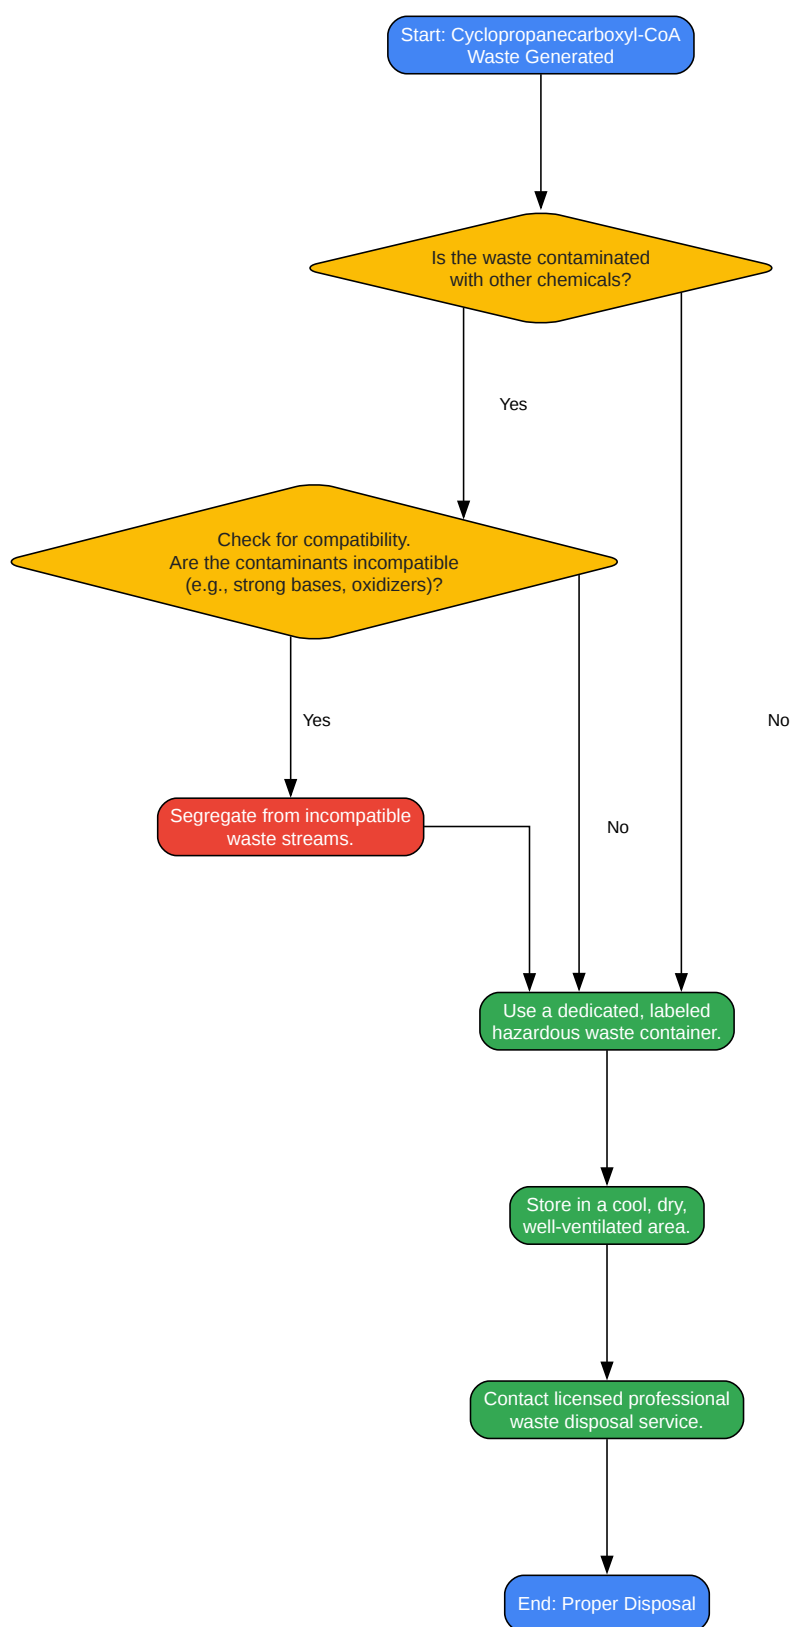 Start: Cyclopropanecarboxyl-CoA
Waste Generated
Is the waste contaminated
with other chemicals?
Yes
Check for compatibility.
Are the contaminants incompatible
(e.g., strong bases, oxidizers)?
Yes
No
Segregate from incompatible
waste streams.
No
Use a dedicated, labeled
hazardous waste container.
Store in a cool, dry,
well-ventilated area.
Contact licensed professional
waste disposal service.
End: Proper Disposal